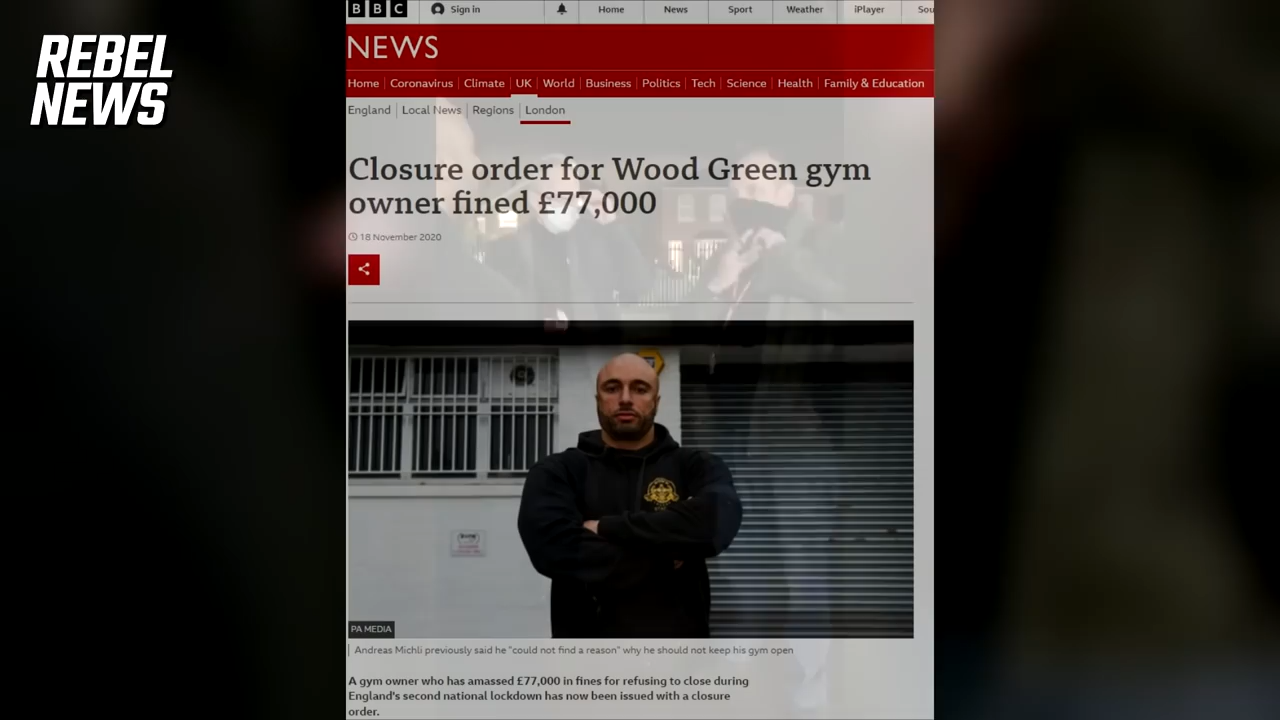 REBEL
NEWS
BBC
Sign in
Home
News
Sport
Weather
iPlayer
Sou
NEWS
Home
Coronavirus
Climate
UK
World
Business
Politics
Tech
Science
Health
Family & Education
England
Local News
Regions
London
Closure order for Wood Green gym
owner fined £77,000
18 November 2020
PA MEDIA
Andreas Michli previously said he "could not find a reason" why he should not keep his gym open
A gym owner who has amassed £77,000 in fines for refusing to close during
England's second national lockdown has now been issued with a closure
order.